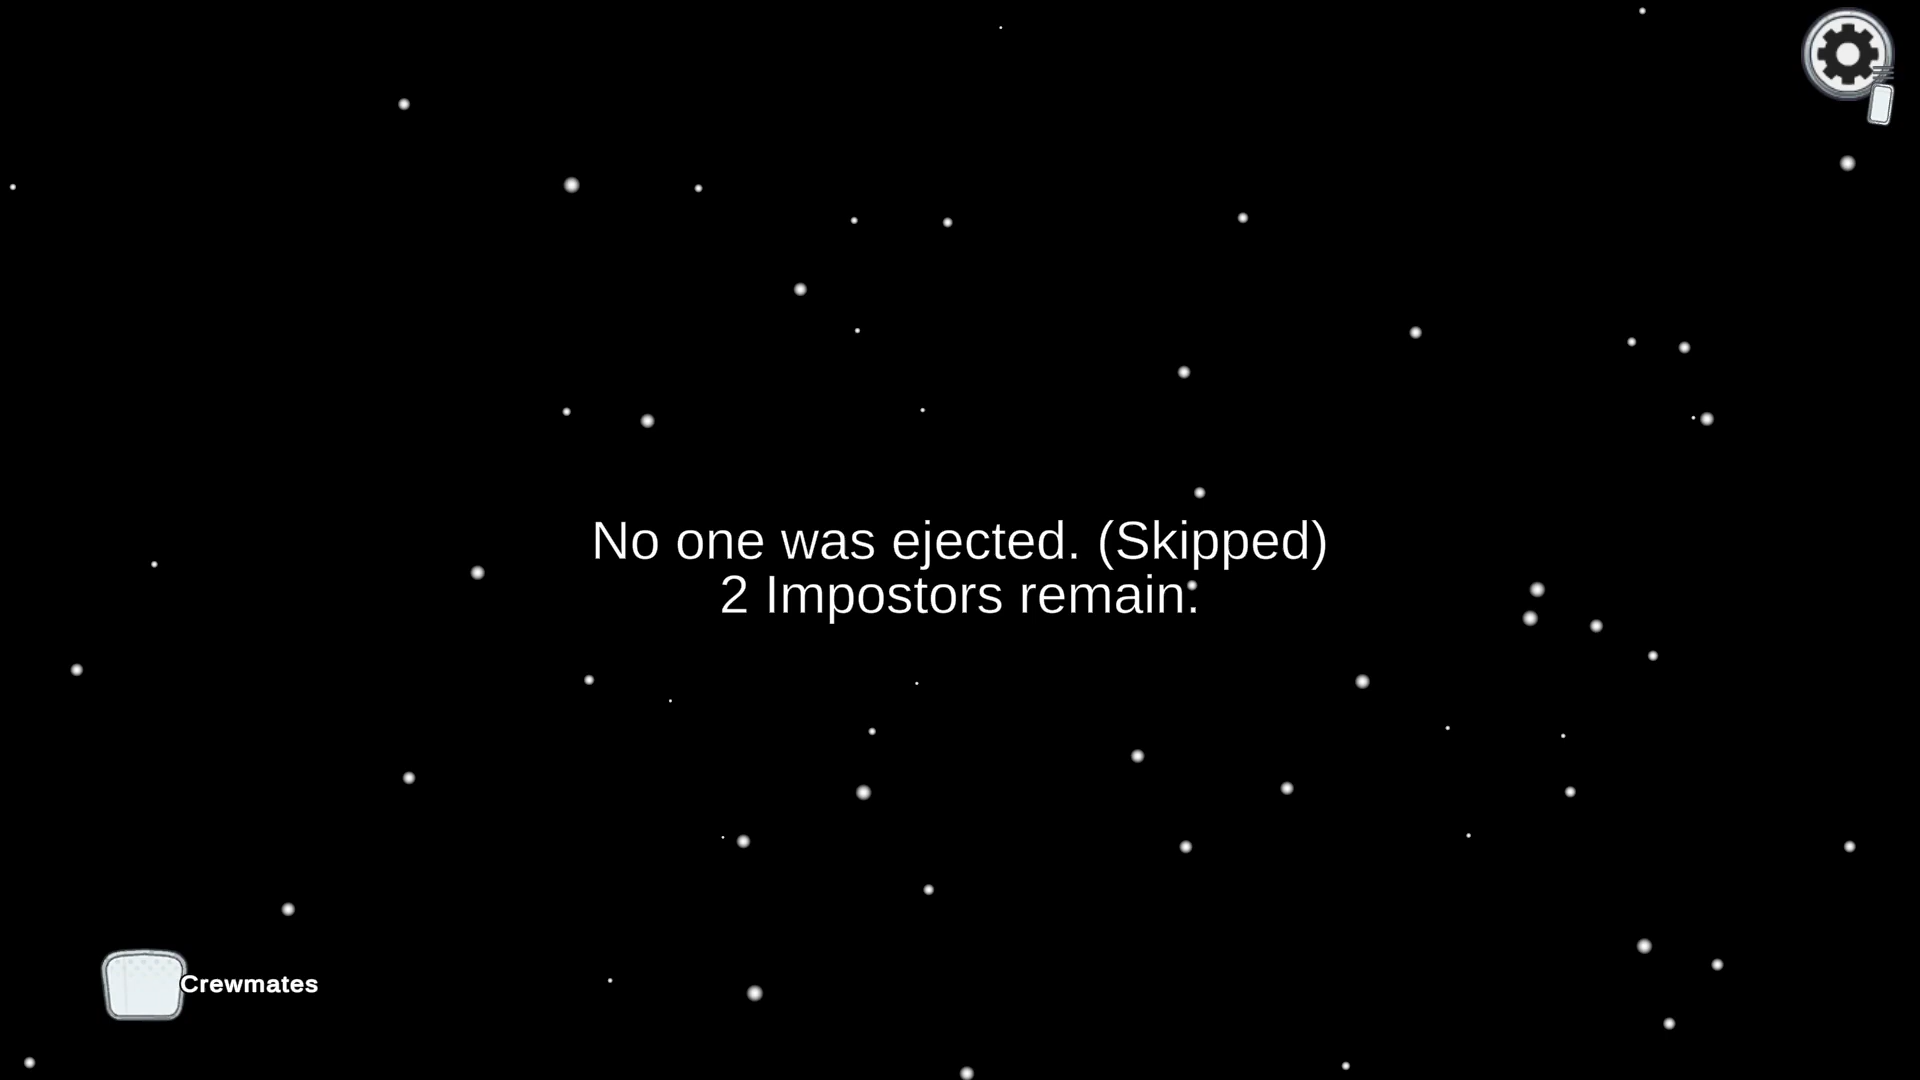 No one was ejected. (Skipped)
2 Impostors remain.
Crewmates